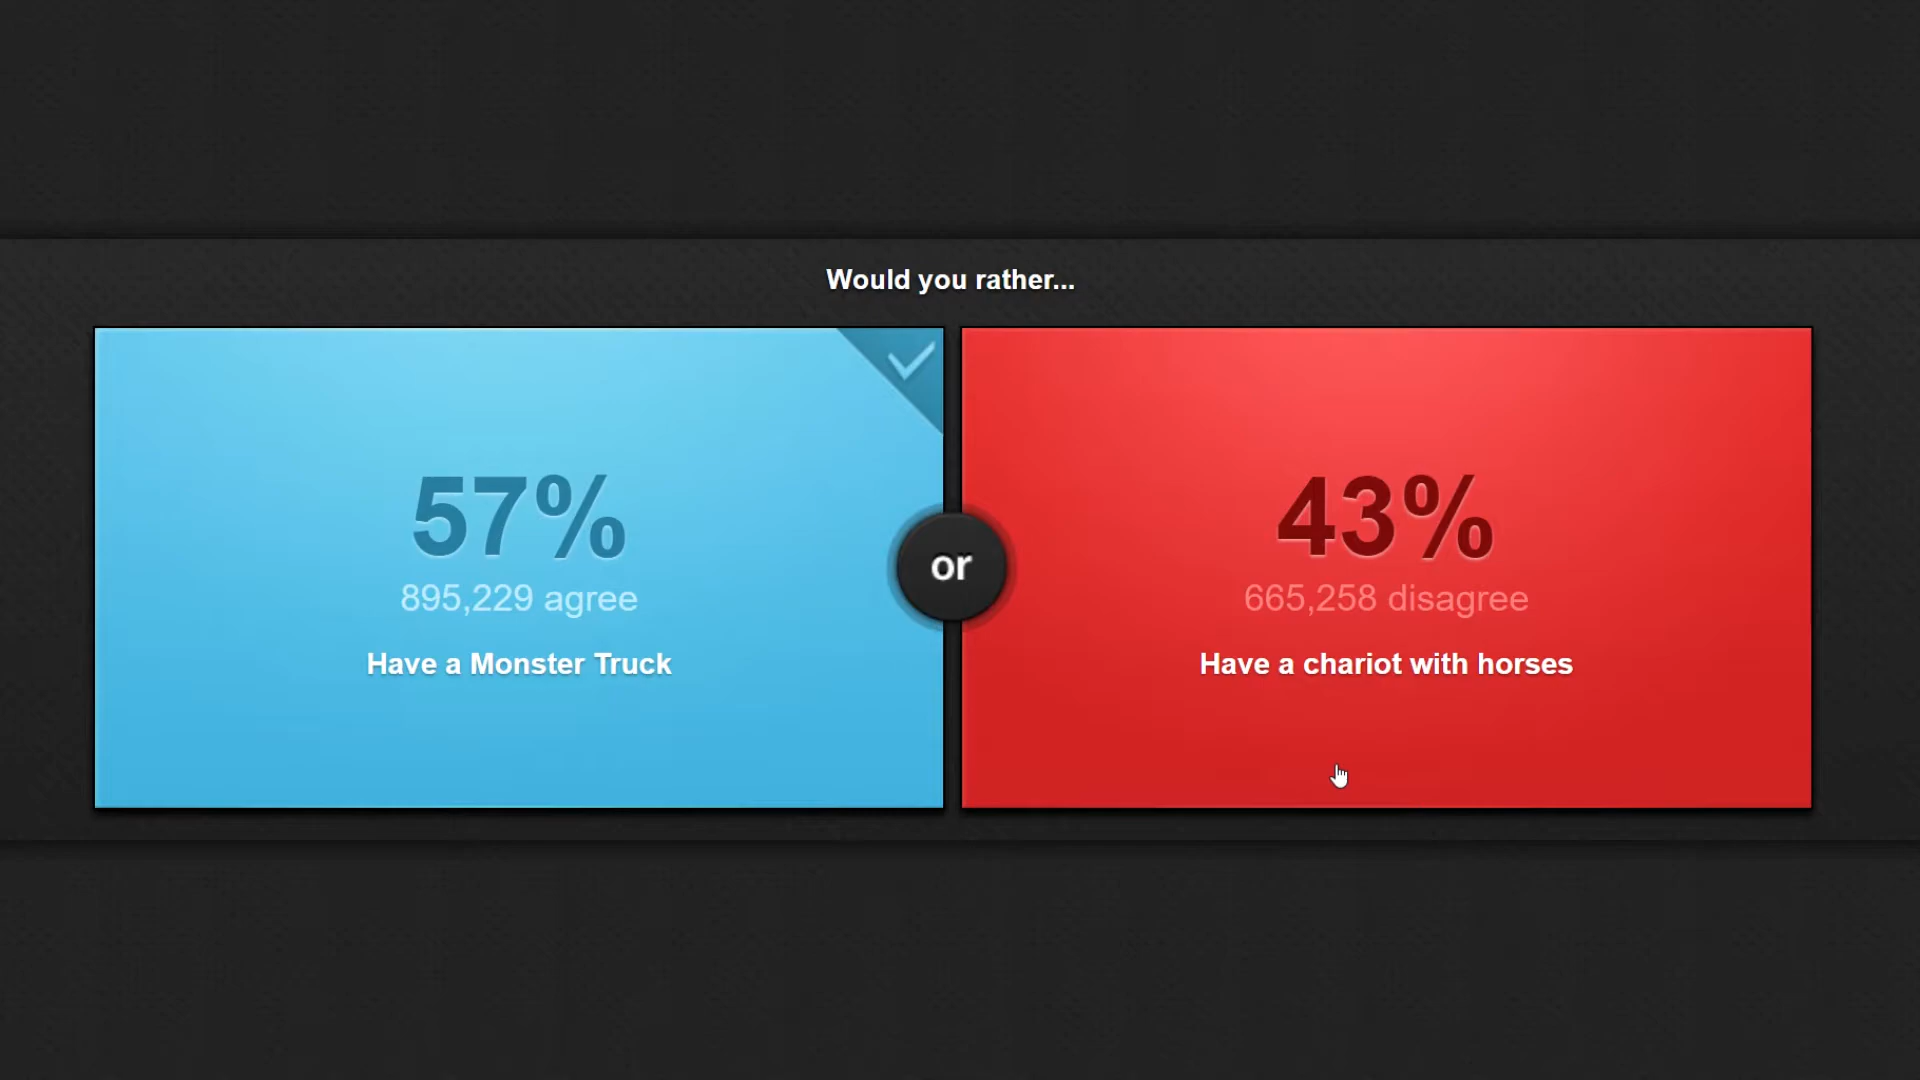 Would you rather...
57%
895,229 agree
Have a Monster Truck
or
43%
665,258 disagree
Have a chariot with horses